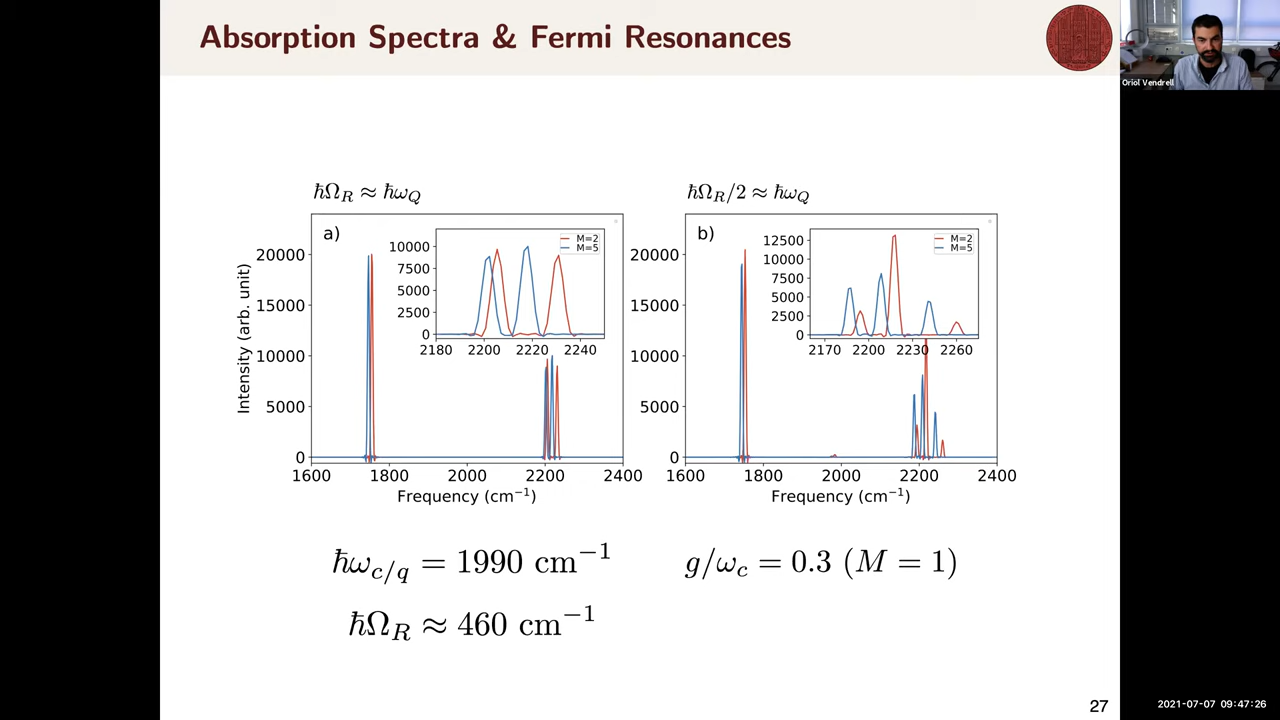 Absorption Spectra & Fermi Resonances
Oriol Vendrell
ℏΩ_R ≈ ℏω_Q
a)
Intensity (arb. unit)
20000
15000
10000
5000
0
1600 1800 2000 2200 2400
Frequency (cm⁻¹)
10000
7500
5000
2500
0
2180 2200 2220 2240
M=2
M=5
ℏΩ_R/2 ≈ ℏω_Q
b)
20000
15000
10000
5000
0
1600 1800 2000 2200 2400
Frequency (cm⁻¹)
12500
10000
7500
5000
2500
0
2170 2200 2230 2260
M=2
M=5
ℏω_{c/q} = 1990 cm⁻¹
g/ω_c = 0.3 (M = 1)
ℏΩ_R ≈ 460 cm⁻¹
27
2021-07-07 09:47:26